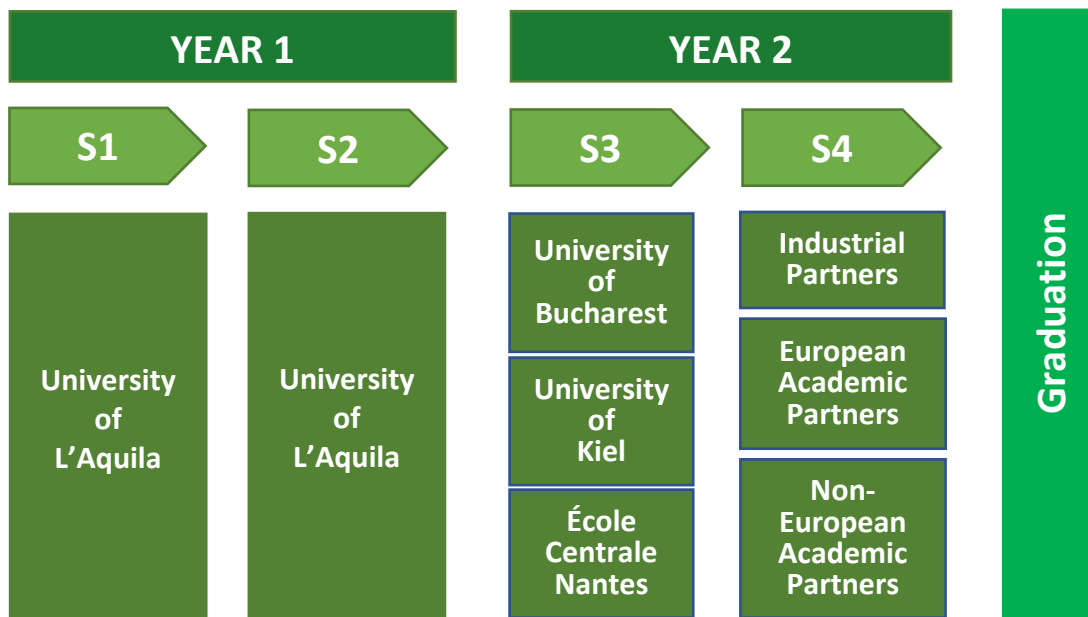 YEAR 1
YEAR 2
S1
S2
S3
S4
University
of
L’Aquila
University
of
L’Aquila
University
of
Bucharest
University
of
Kiel
École
Centrale
Nantes
Industrial
Partners
European
Academic
Partners
Non-
European
Academic
Partners
Graduation